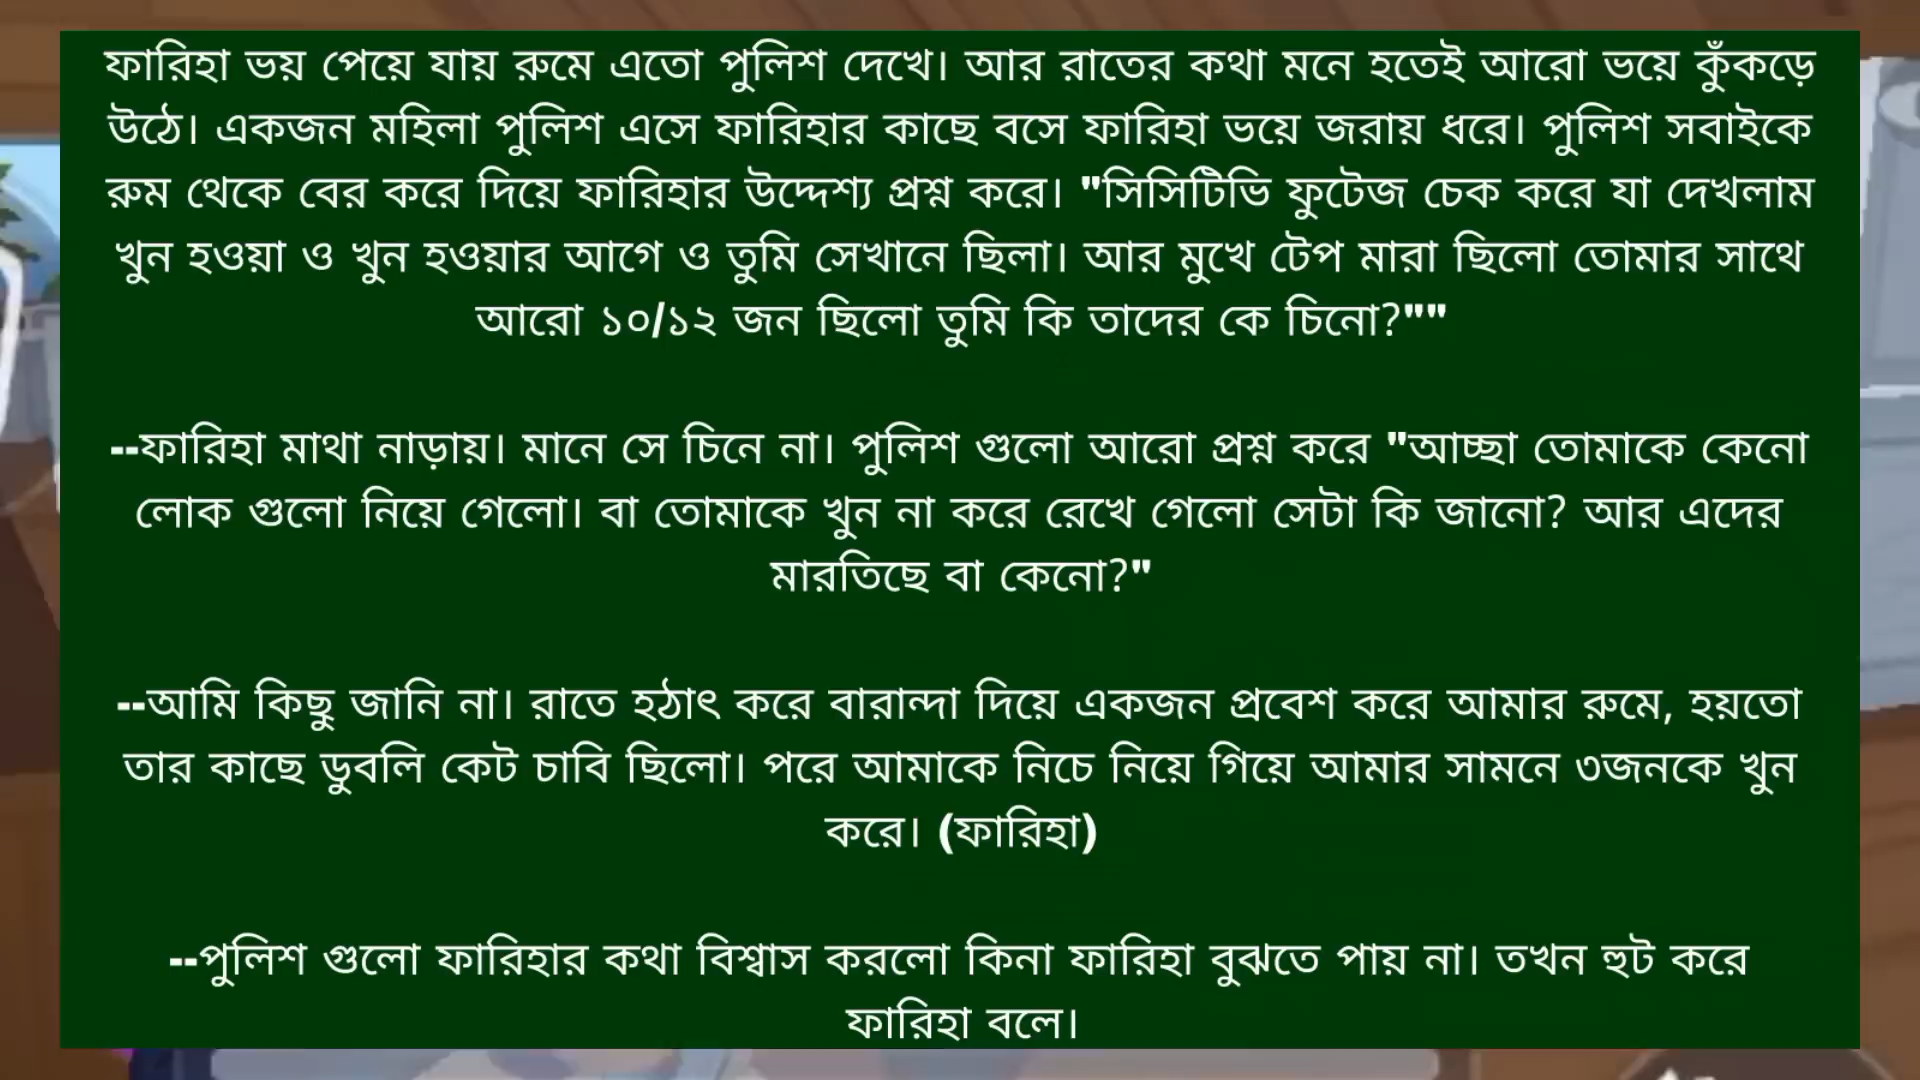 ফারিহা ভয় পেয়ে যায় রুমে এতো পুলিশ দেখে। আর রাতের কথা মনে হতেই আরো ভয়ে কুঁকড়ে
উঠে। একজন মহিলা পুলিশ এসে ফারিহার কাছে বসে ফারিহা ভয়ে জরায় ধরে। পুলিশ সবাইকে
রুম থেকে বের করে দিয়ে ফারিহার উদ্দেশ্য প্রশ্ন করে। "সিসিটিভি ফুটেজ চেক করে যা দেখলাম
খুন হওয়া ও খুন হওয়ার আগে ও তুমি সেখানে ছিলা। আর মুখে টেপ মারা ছিলো তোমার সাথে
আরো ১০/১২ জন ছিলো তুমি কি তাদের কে চিনো?""
--ফারিহা মাথা নাড়ায়। মানে সে চিনে না। পুলিশ গুলো আরো প্রশ্ন করে "আচ্ছা তোমাকে কেনো
লোক গুলো নিয়ে গেলো। বা তোমাকে খুন না করে রেখে গেলো সেটা কি জানো? আর এদের
মারতিছে বা কেনো?"
--আমি কিছু জানি না। রাতে হঠাৎ করে বারান্দা দিয়ে একজন প্রবেশ করে আমার রুমে, হয়তো
তার কাছে ডুবলি কেট চাবি ছিলো। পরে আমাকে নিচে নিয়ে গিয়ে আমার সামনে ৩জনকে খুন
করে। (ফারিহা)
--পুলিশ গুলো ফারিহার কথা বিশ্বাস করলো কিনা ফারিহা বুঝতে পায় না। তখন হুট করে
ফারিহা বলে।